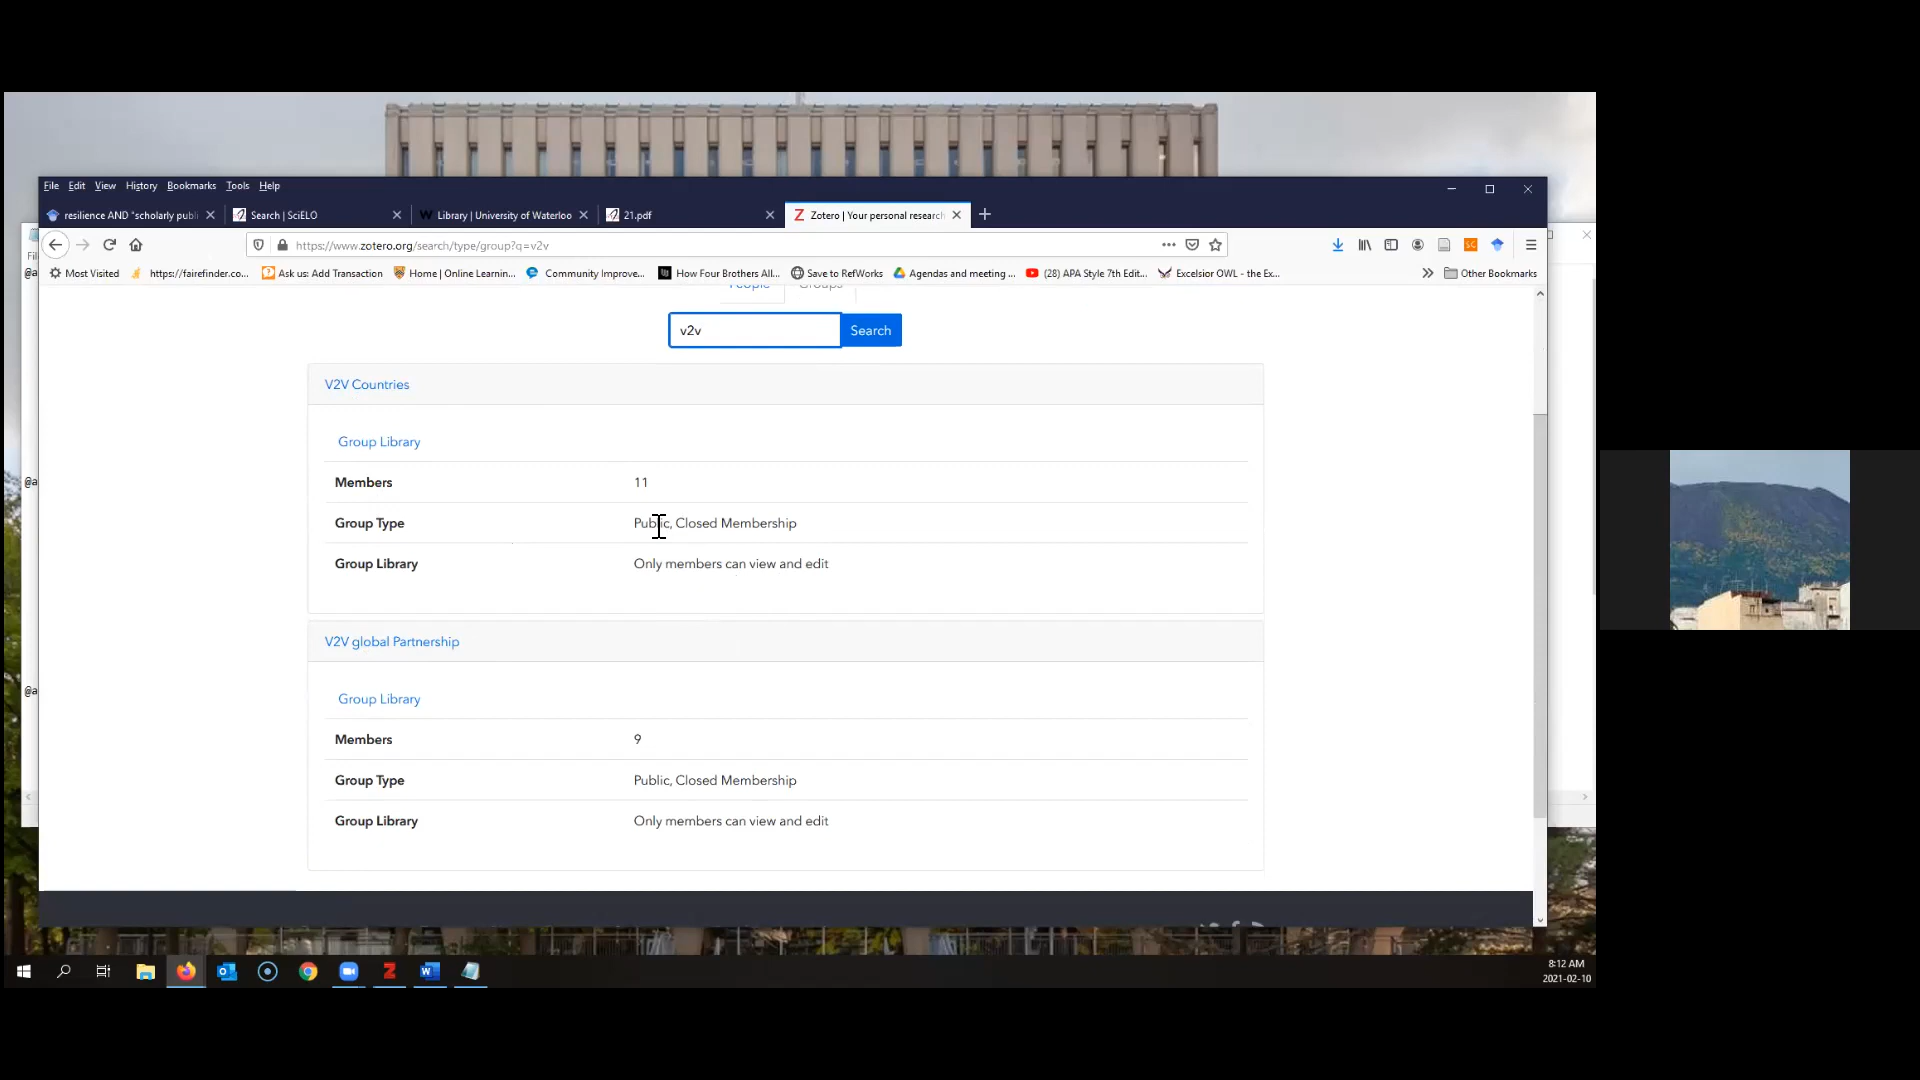 File Edit View History Bookmarks Tools Help
resilience AND "scholarly publ
Search | SciELO
Library | University of Waterloo
21.pdf
Zotero | Your personal research
https://www.zotero.org/search/type/group?q=v2v
Most Visited
https://fairefinder.co...
Ask us: Add Transaction
Home | Online Learnin...
Community Improve...
How Four Brothers All...
Save to RefWorks
Agendas and meeting ...
(28) APA Style 7th Edit...
Excelsior OWL - the Ex...
Other Bookmarks
People Groups
v2v Search
V2V Countries
Group Library
Members 11
Group Type Public, Closed Membership
Group Library Only members can view and edit
V2V global Partnership
Group Library
Members 9
Group Type Public, Closed Membership
Group Library Only members can view and edit
Fi
@a
@a
@a
8:12 AM
2021-02-10